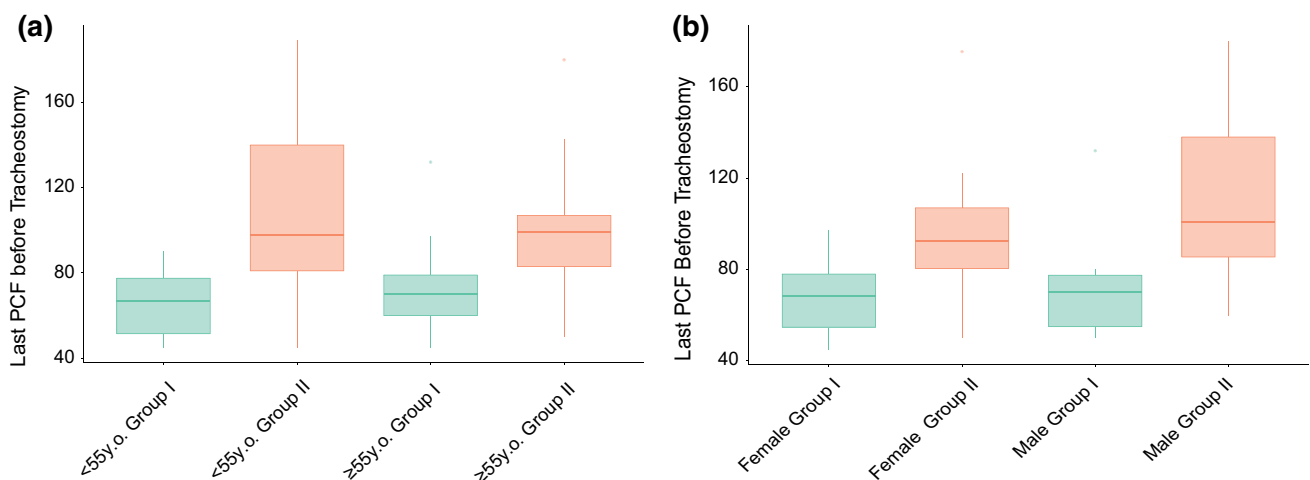 (a)
Last PCF before Tracheostomy
160
120
80
40
<55y.o. Group I
<55y.o. Group II
≥55y.o. Group I
≥55y.o. Group II
(b)
Last PCF Before Tracheostomy
160
120
80
40
Female Group I
Female  Group II
Male Group I
Male Group II